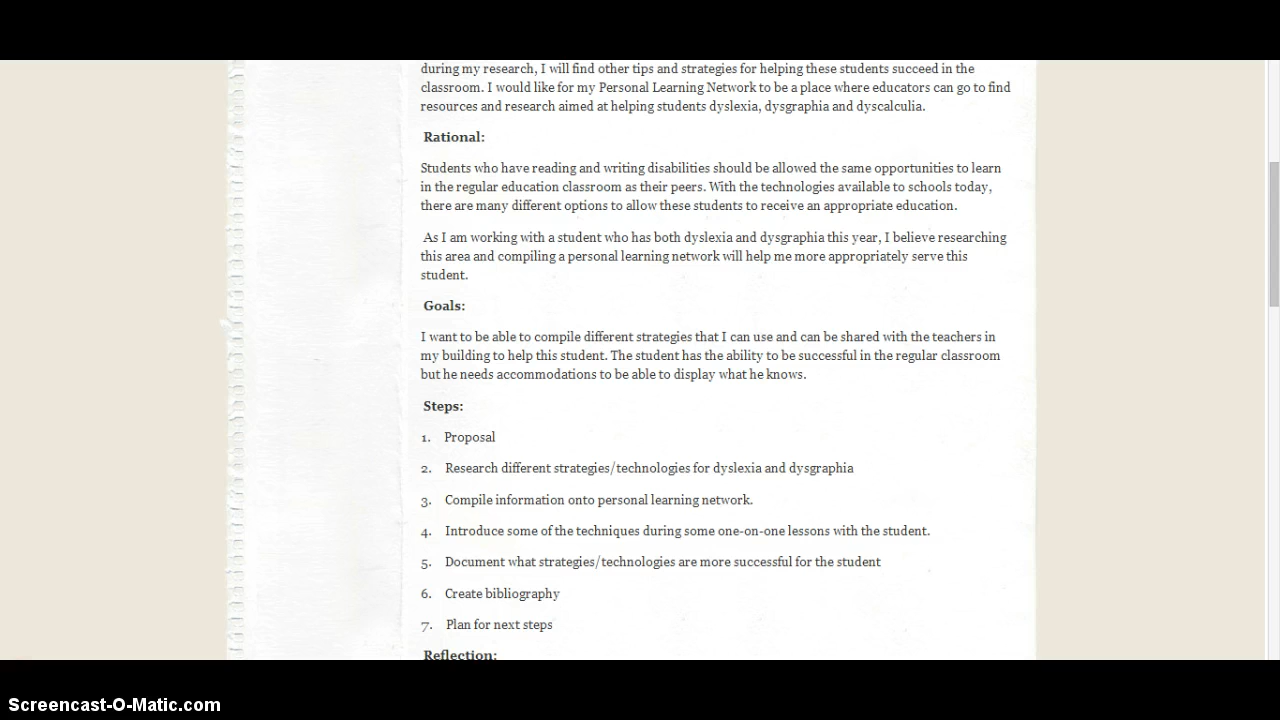 during my research, I will find other tips and strategies for helping these students succeed in the
classroom. I would like for my Personal Learning Network to be a place where educators can go to find
resources and research aimed at helping students dyslexia, dysgraphia and dyscalculia.
Rational:
Students who have reading and writing disabilities should be allowed the same opportunities to learn
in the regular education classroom as their peers. With the technologies available to schools today,
there are many different options to allow these students to receive an appropriate education.
As I am working with a student who has both dyslexia and dysgraphia this year, I believe researching
this area and compiling a personal learning network will help me more appropriately serve this
student.
Goals:
I want to be able to compile different strategies that I can use and can be shared with the teachers in
my building to help this student. The student has the ability to be successful in the regular classroom
but he needs accommodations to be able to display what he knows.
Steps:
1. Proposal
2. Research different strategies/technologies for dyslexia and dysgraphia
3. Compile information onto personal learning network.
4. Introduce some of the techniques during some one-on-one lessons with the student.
5. Document what strategies/technologies are more successful for the student
6. Create bibliography
7. Plan for next steps
Reflection:
Screencast-O-Matic.com